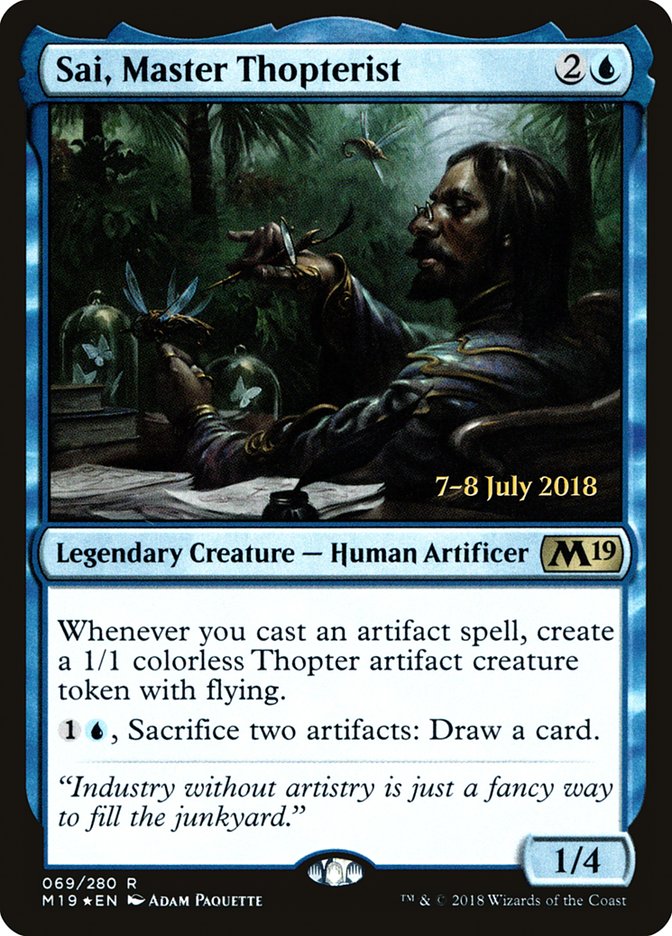 Sai, Master Thopterist 2
7–8 July 2018
Legendary Creature — Human Artificer M19
Whenever you cast an artifact spell, create
a 1/1 colorless Thopter artifact creature
token with flying.
1, Sacrifice two artifacts: Draw a card.
“Industry without artistry is just a fancy way
to fill the junkyard.”
1/4
069/280 R
M19★EN Adam Paquette
™ & © 2018 Wizards of the Coast